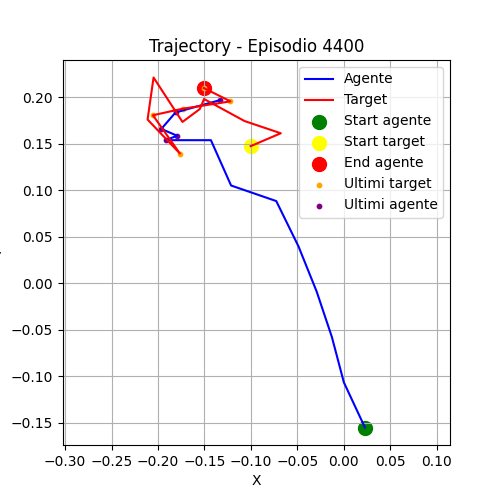 Trajectory - Episodio 4400
Agente
Target
Start agente
Start target
End agente
Ultimi target
Ultimi agente
0.20
0.15
0.10
0.05
0.00
−0.05
−0.10
−0.15
−0.30 −0.25 −0.20 −0.15 −0.10 −0.05 0.00 0.05 0.10
X